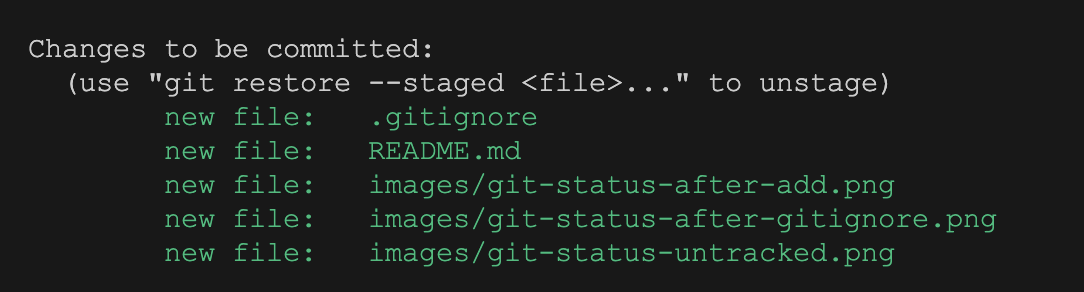 Changes to be committed:
  (use "git restore --staged <file>..." to unstage)
        new file:   .gitignore
        new file:   README.md
        new file:   images/git-status-after-add.png
        new file:   images/git-status-after-gitignore.png
        new file:   images/git-status-untracked.png